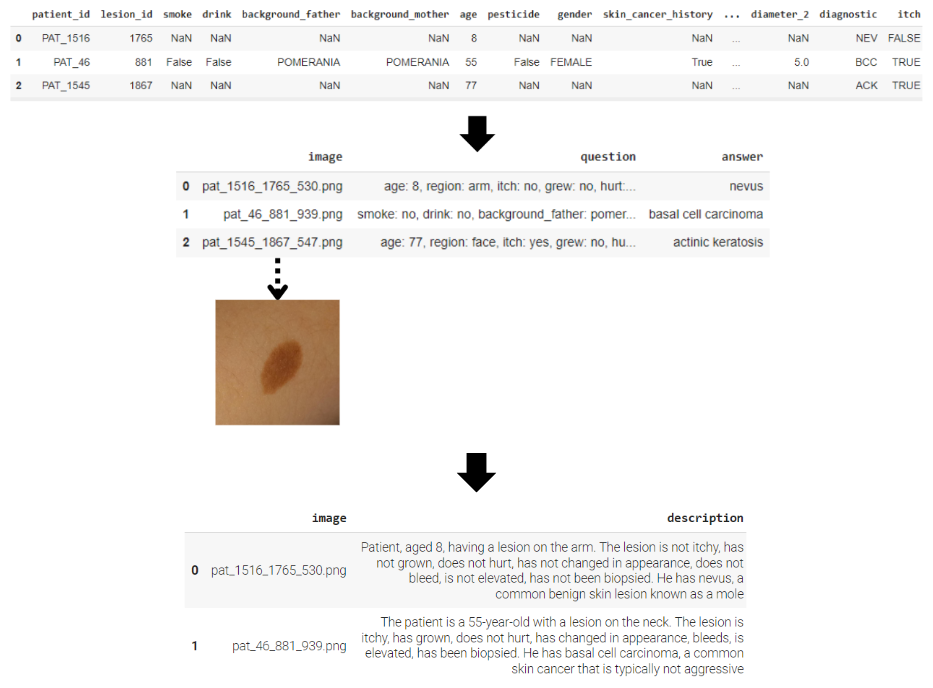 patient_id lesion_id smoke drink background_father background_mother age pesticide gender skin_cancer_history ... diameter_2 diagnostic itch
0 PAT_1516 1765 NaN NaN NaN NaN 8 NaN NaN NaN ... NaN NEV FALSE
1 PAT_46 881 False False POMERANIA POMERANIA 55 False FEMALE True ... 5.0 BCC TRUE
2 PAT_1545 1867 NaN NaN NaN NaN 77 NaN NaN NaN ... NaN ACK TRUE
image question answer
0 pat_1516_1765_530.png age: 8, region: arm, itch: no, grew: no, hurt:... nevus
1 pat_46_881_939.png smoke: no, drink: no, background_father: pomer... basal cell carcinoma
2 pat_1545_1867_547.png age: 77, region: face, itch: yes, grew: no, hu... actinic keratosis
image description
Patient, aged 8, having a lesion on the arm. The lesion is not itchy, has
not grown, does not hurt, has not changed in appearance, does not
0 pat_1516_1765_530.png bleed, is not elevated, has not been biopsied. He has nevus, a
common benign skin lesion known as a mole
The patient is a 55-year-old with a lesion on the neck. The lesion is
itchy, has grown, does not hurt, has changed in appearance, bleeds, is
1 pat_46_881_939.png elevated, has been biopsied. He has basal cell carcinoma, a common
skin cancer that is typically not aggressive